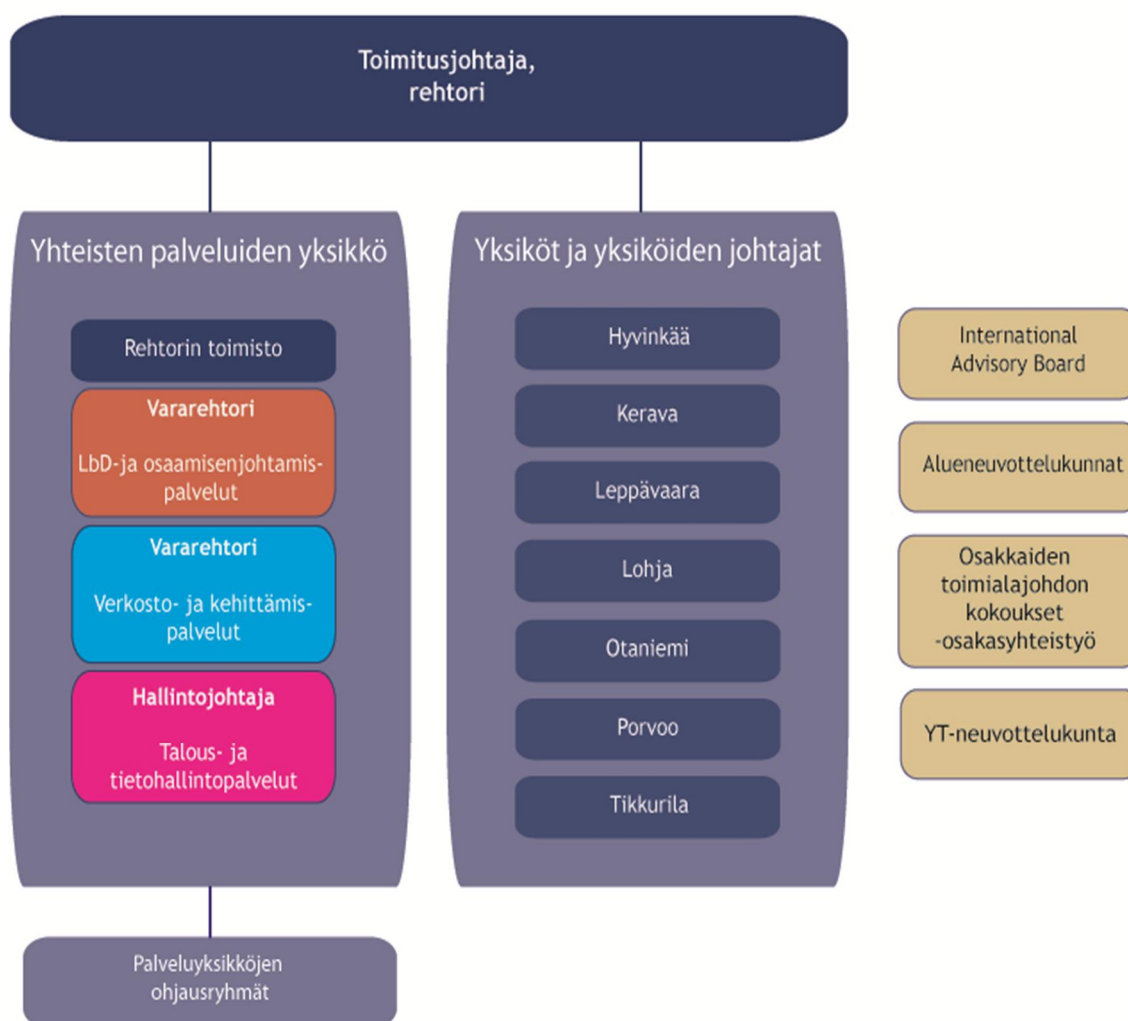 Toimitusjohtaja,
rehtori
Yhteisten palveluiden yksikkö
Rehtorin toimisto
Vararehtori
LbD-ja osaamisenjohtamis-
palvelut
Vararehtori
Verkosto- ja kehittämis-
palvelut
Hallintojohtaja
Talous- ja
tietohallintopalvelut
Palveluyksikköjen
ohjausryhmät
Yksiköt ja yksiköiden johtajat
Hyvinkää
Kerava
Leppävaara
Lohja
Otaniemi
Porvoo
Tikkurila
International
Advisory Board
Alueneuvottelukunnat
Osakkaiden
toimialajohdon
kokoukset
-osakasyhteistyö
YT-neuvottelukunta